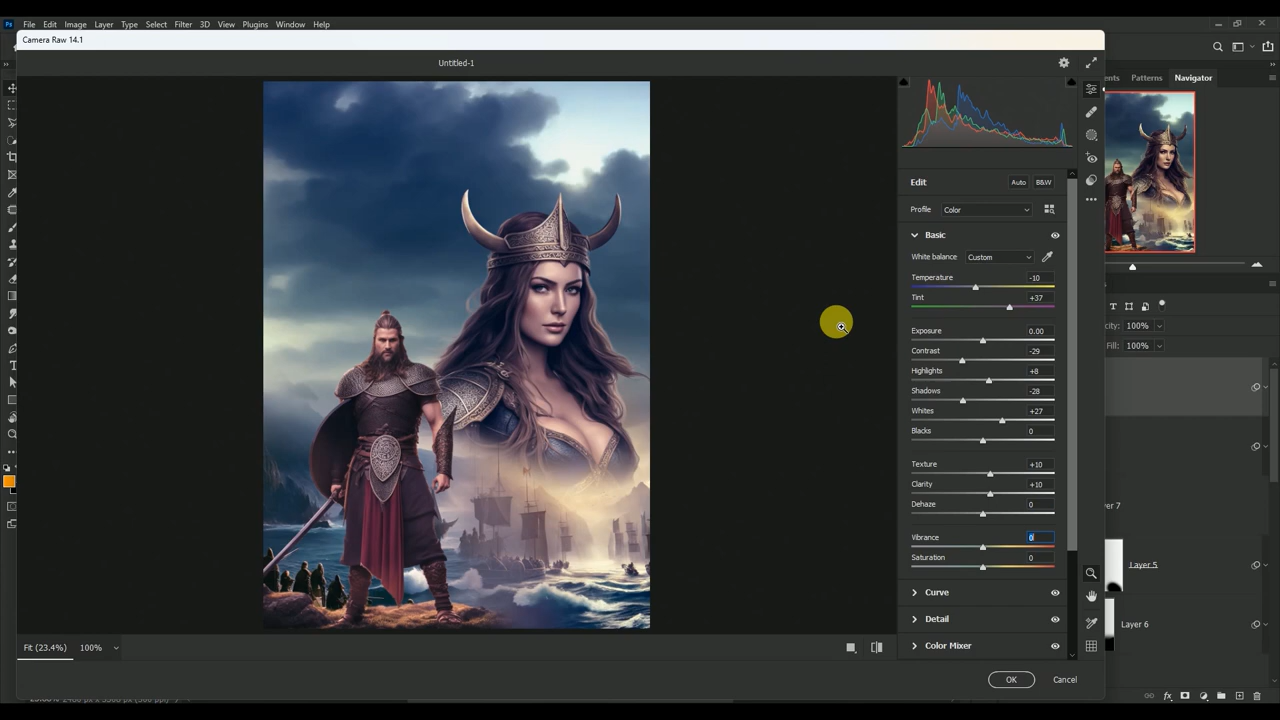 Ps File Edit Image Layer Type Select Filter 3D View Plugins Window Help
Camera Raw 14.1
Untitled-1
Patterns Navigator
Edit Auto B&W
Profile Color
Basic
White balance Custom
Temperature -10
Tint +37
Exposure 0.00
Contrast -29
Highlights +8
Shadows -28
Whites +27
Blacks 0
Texture +10
Clarity +10
Dehaze 0
Vibrance 0
Saturation 0
Curve
Detail
Color Mixer
100%
Fill: 100%
Layer 5
Layer 6
Fit (23.4%) 100%
OK Cancel